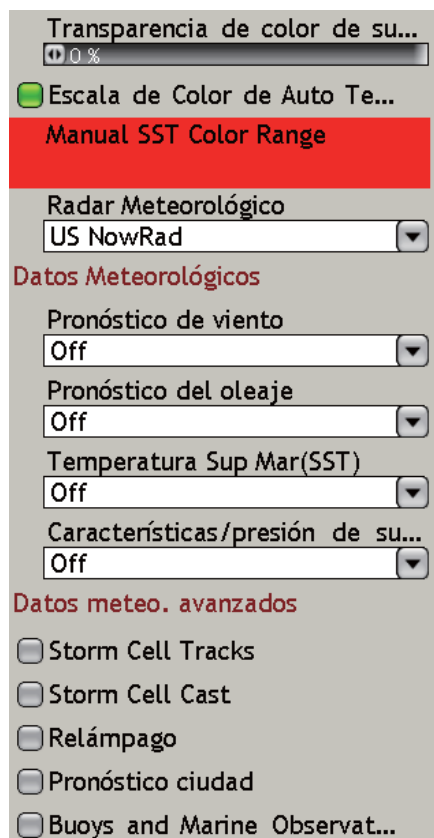 Transparencia de color de su...
0 %
Escala de Color de Auto Te...
Manual SST Color Range
Radar Meteorológico
US NowRad
Datos Meteorológicos
Pronóstico de viento
Off
Pronóstico del oleaje
Off
Temperatura Sup Mar(SST)
Off
Características/presión de su...
Off
Datos meteo. avanzados
Storm Cell Tracks
Storm Cell Cast
Relámpago
Pronóstico ciudad
Buoys and Marine Observat...